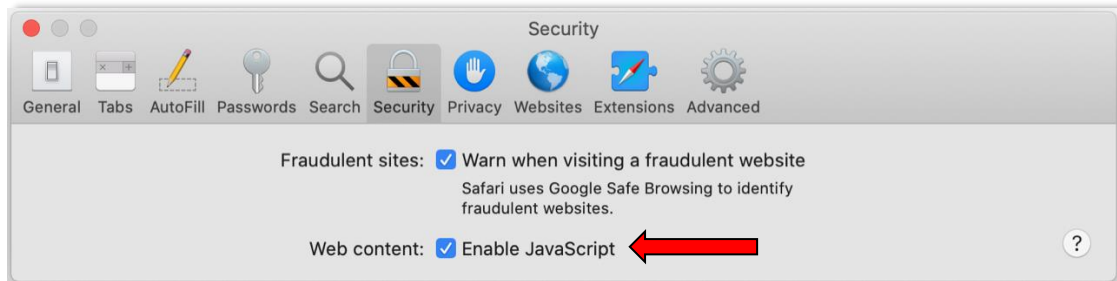 Security
General Tabs AutoFill Passwords Search Security Privacy Websites Extensions Advanced
Fraudulent sites: Warn when visiting a fraudulent website
Safari uses Google Safe Browsing to identify
fraudulent websites.
Web content: Enable JavaScript
?